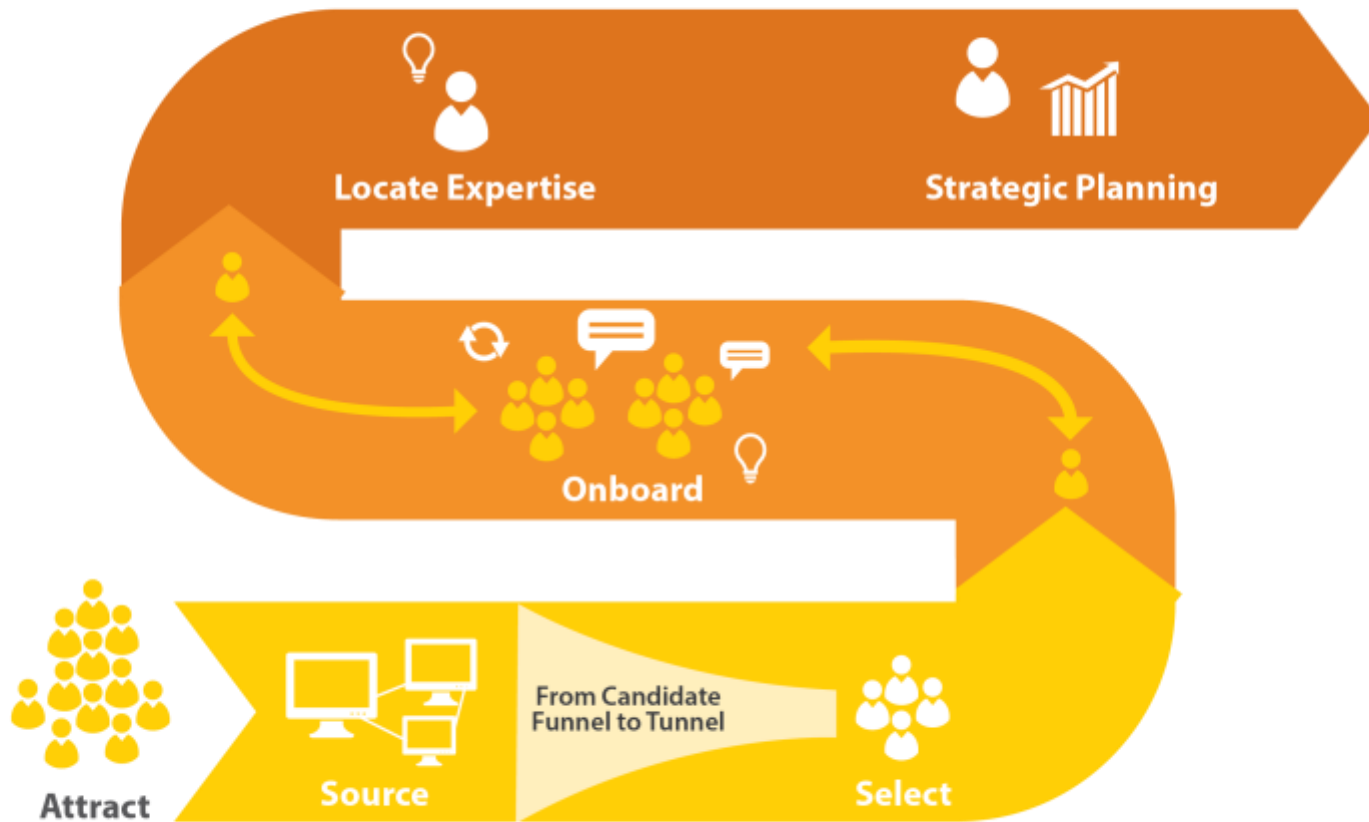 Locate Expertise
Strategic Planning
Onboard
From Candidate
Funnel to Tunnel
Attract
Source
Select